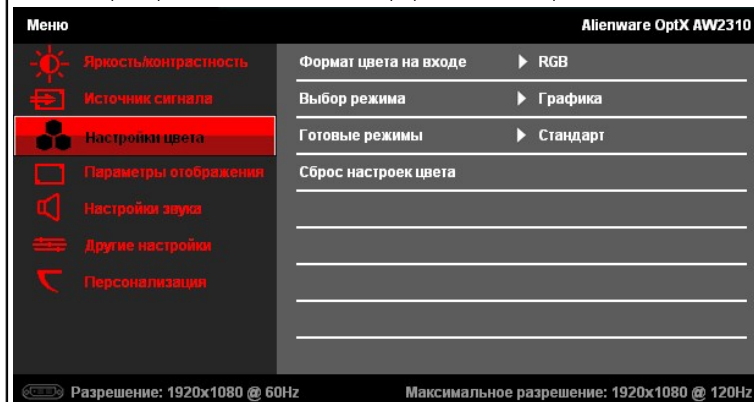 Меню Alienware OptX AW2310
Яркость/контрастность Формат цвета на входе RGB
Источник сигнала Выбор режима Графика
Настройки цвета Готовые режимы Стандарт
Параметры отображения Сброс настроек цвета
Настройки звука
Другие настройки
Персонализация
Разрешение: 1920x1080 @ 60Hz Максимальное разрешение: 1920x1080 @ 120Hz